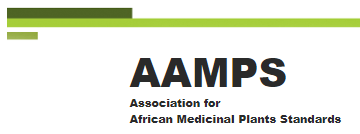 AAMPS
Association for
African Medicinal Plants Standards